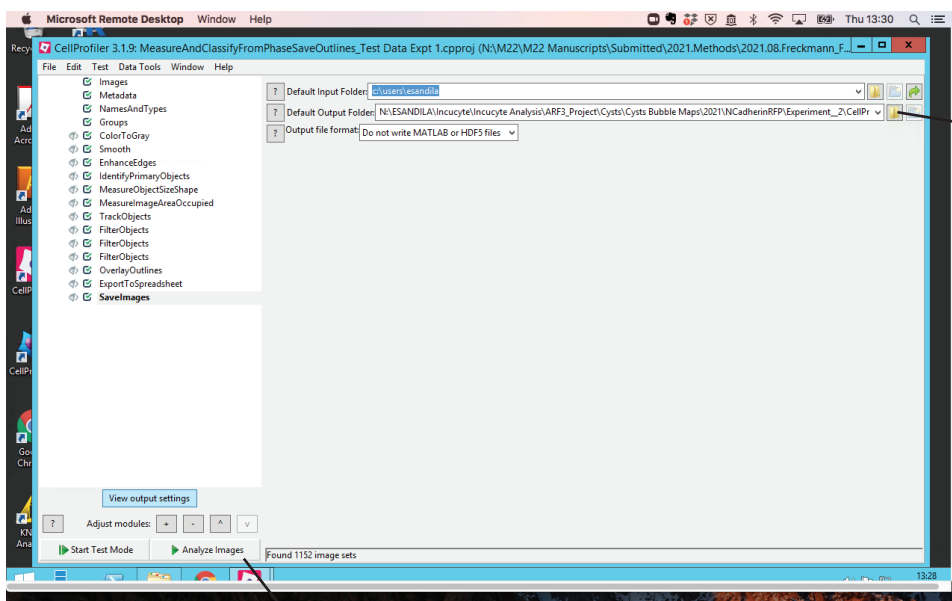 Microsoft Remote Desktop Window Help Thu 13:30
CellProfiler 3.1.9: MeasureAndClassifyFromPhaseSaveOutlines_Test Data Expt 1.cpproj (N:\M22\M22 Manuscripts\Submitted\2021.Methods\2021.08.Freckmann_F...
File Edit Test Data Tools Window Help
Images
Metadata
NamesAndTypes
Groups
ColorToGray
Smooth
EnhanceEdges
IdentifyPrimaryObjects
MeasureObjectSizeShape
MeasureImageAreaOccupied
TrackObjects
FilterObjects
FilterObjects
FilterObjects
OverlayOutlines
ExportToSpreadsheet
SaveImages
? Default Input Folder: c:\users\esandila
? Default Output Folder: N:\ESANDILA\Incucyte\Incucyte Analysis\ARF3_Project\Cysts\Cysts Bubble Maps\2021\NCadherinRFP\Experiment__2\CellPr
? Output file format: Do not write MATLAB or HDF5 files
View output settings
? Adjust modules: + - ^ v
Start Test Mode Analyze Images
Found 1152 image sets
Recy
Ad
Acro
Ad
Illus
CellP
CellPr
Goo
Chr
KN
Ana
13:28